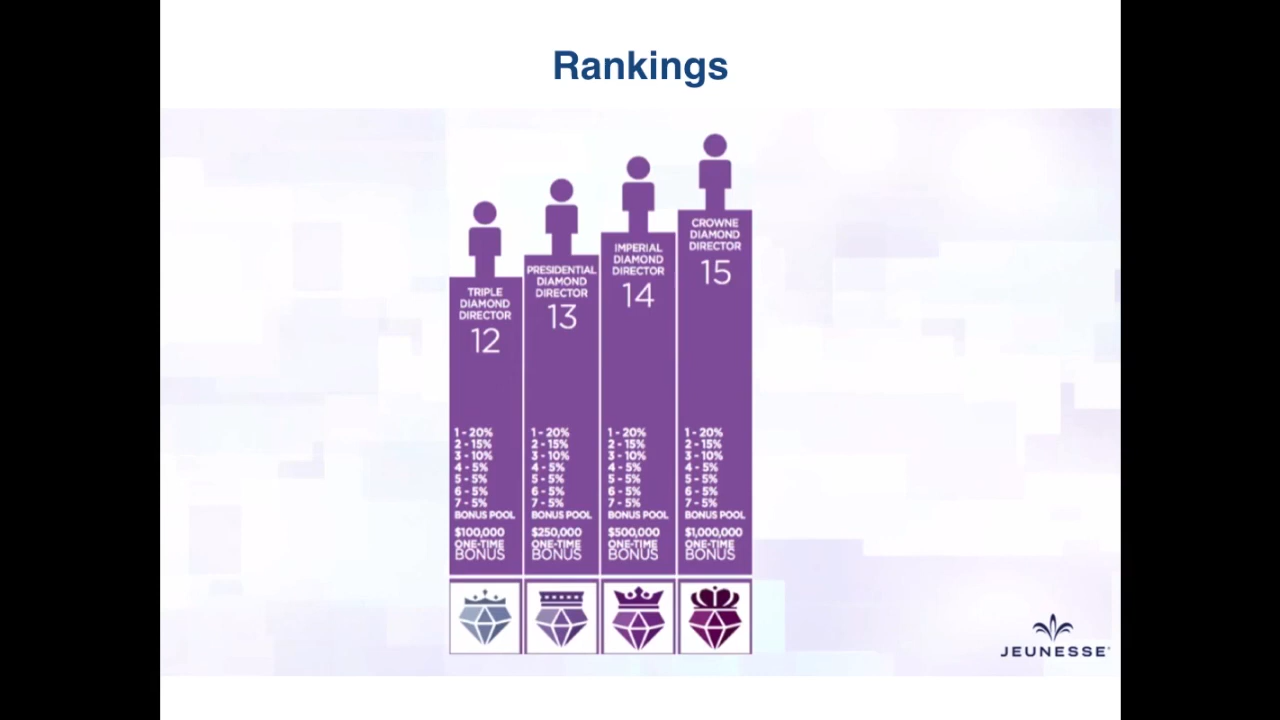 Rankings
TRIPLE
DIAMOND
DIRECTOR
12
1 - 20%
2 - 15%
3 - 10%
4 - 5%
5 - 5%
6 - 5%
7 - 5%
BONUS POOL
$100,000
ONE-TIME
BONUS
PRESIDENTIAL
DIAMOND
DIRECTOR
13
1 - 20%
2 - 15%
3 - 10%
4 - 5%
5 - 5%
6 - 5%
7 - 5%
BONUS POOL
$250,000
ONE-TIME
BONUS
IMPERIAL
DIAMOND
DIRECTOR
14
1 - 20%
2 - 15%
3 - 10%
4 - 5%
5 - 5%
6 - 5%
7 - 5%
BONUS POOL
$500,000
ONE-TIME
BONUS
CROWNE
DIAMOND
DIRECTOR
15
1 - 20%
2 - 15%
3 - 10%
4 - 5%
5 - 5%
6 - 5%
7 - 5%
BONUS POOL
$1,000,000
ONE-TIME
BONUS
JEUNESSE